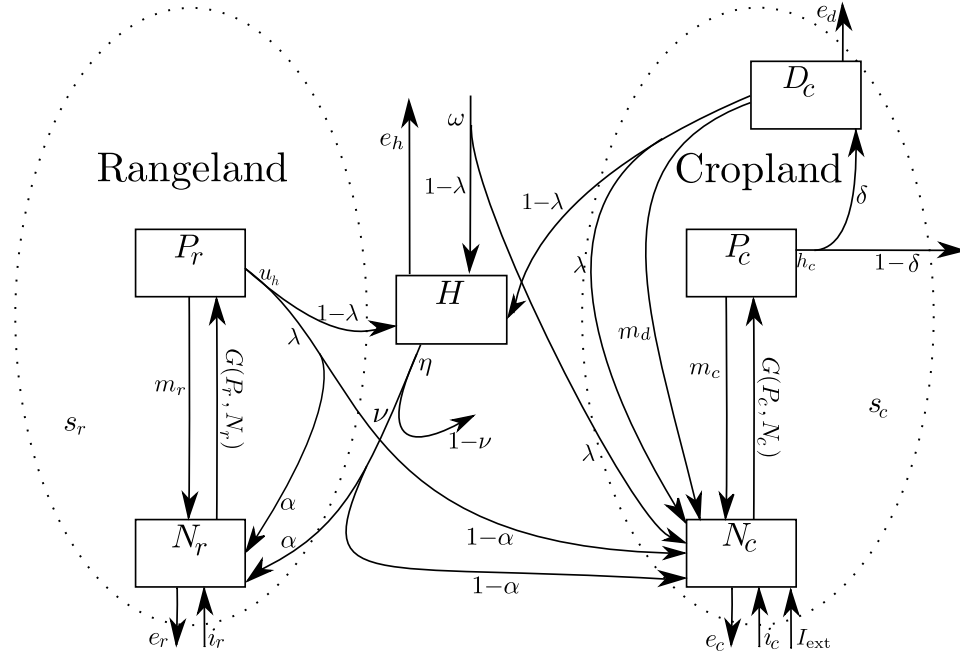 e_d
D_c
ω
e_h
Rangeland
Cropland
1–λ
1–λ
δ
P_r
P_c
u_h
h_c
1–δ
λ
H
1–λ
λ
m_d
η
m_r
G(P_r, N_r)
m_c
G(P_c, N_c)
s_r
ν
s_c
1–ν
λ
α
N_r
α
1–α
N_c
1–α
e_r
i_r
e_c
i_c
I_ext